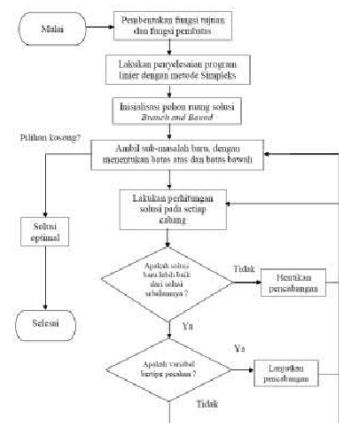 Mulai
Pembentukan fungsi tujuan
dan fungsi pembatas
Lakukan penyelesaian program
linier dengan metode Simpleks
Inisialisasi pohon ruang solusi
Branch and Bound
Pilihan kosong?
Ambil sub-masalah baru, dengan
menentukan batas atas dan batas bawah
Lakukan perhitungan
solusi pada setiap
cabang
Solusi
optimal
Apakah solusi
baru lebih baik
dari solusi
sebelumnya ?
Tidak
Hentikan
pencabangan
Selesai
Ya
Apakah variabel
bertipe pecahan ?
Ya
Lanjutkan
pencabangan
Tidak